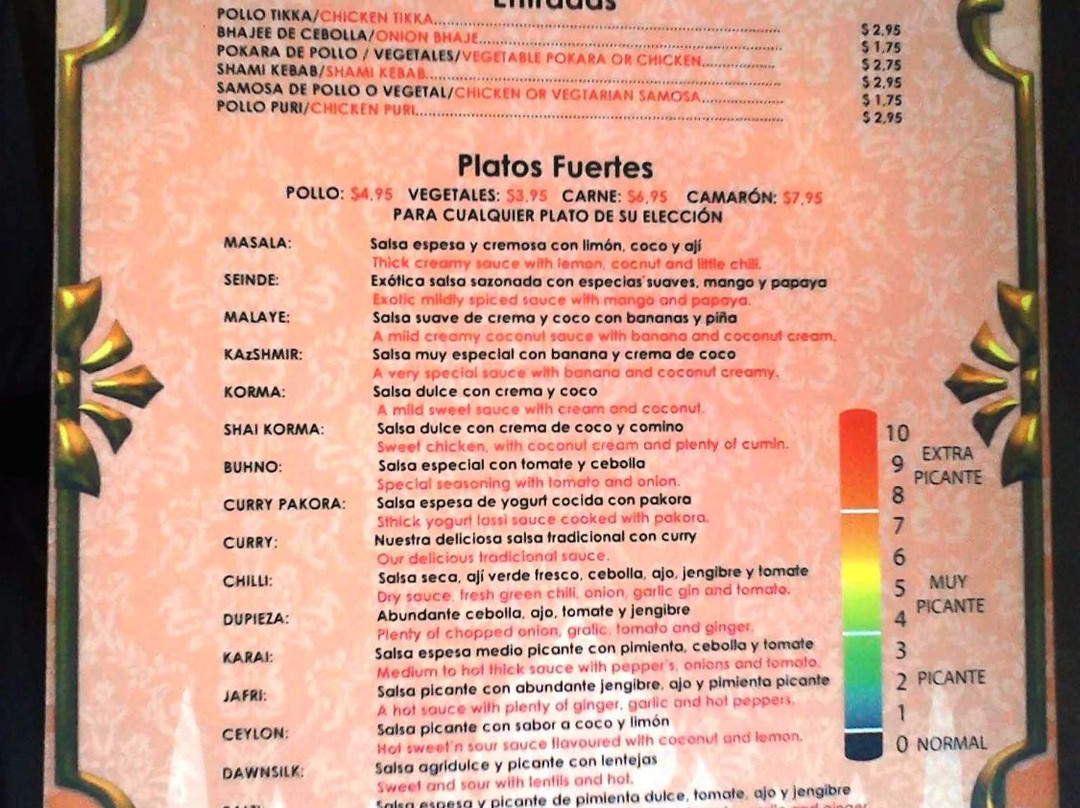 Entradas
POLLO TIKKA/CHICKEN TIKKA............ $ 2,95
BHAJEE DE CEBOLLA/ONION BHAJE............ $ 1,75
POKARA DE POLLO / VEGETALES/VEGETABLE POKARA OR CHICKEN............ $ 2,75
SHAMI KEBAB/SHAMI KEBAB............ $ 2,95
SAMOSA DE POLLO O VEGETAL/CHICKEN OR VEGTARIAN SAMOSA............ $ 1,75
POLLO PURI/CHICKEN PURI............ $ 2,95
Platos Fuertes
POLLO: $4,95 VEGETALES: $3,95 CARNE: $6,95 CAMARÓN: $7,95
PARA CUALQUIER PLATO DE SU ELECCIÓN
MASALA: Salsa espesa y cremosa con limón, coco y ají
Thick creamy sauce with lemon, cocnut and little chili.
SEINDE: Exótica salsa sazonada con especias suaves, mango y papaya
Exotic mildly spiced sauce with mango and papaya.
MALAYE: Salsa suave de crema y coco con bananas y piña
A mild creamy coconut sauce with banana and coconut cream.
KAzSHMIR: Salsa muy especial con banana y crema de coco
A very special sauce with banana and coconut creamy.
KORMA: Salsa dulce con crema y coco
A mild sweet sauce with cream and coconut.
SHAI KORMA: Salsa dulce con crema de coco y comino
Sweet chicken, with coconut cream and plenty of cumin.
BUHNO: Salsa especial con tomate y cebolla
Special seasoning with tomato and onion.
CURRY PAKORA: Salsa espesa de yogurt cocida con pakora
Sthick yogurt lassi sauce cooked with pakora.
CURRY: Nuestra deliciosa salsa tradicional con curry
Our delicious tradicional sauce.
CHILLI: Salsa seca, ají verde fresco, cebolla, ajo, jengibre y tomate
Dry sauce, fresh green chili, onion, garlic gin and tomato.
DUPIEZA: Abundante cebolla, ajo, tomate y jengibre
Plenty of chopped onion, gralic, tomato and ginger.
KARAI: Salsa espesa medio picante con pimienta, cebolla y tomate
Medium to hot thick sauce with pepper's, onions and tomato.
JAFRI: Salsa picante con abundante jengibre, ajo y pimienta picante
A hot sauce with plenty of ginger, garlic and hot peppers.
CEYLON: Salsa picante con sabor a coco y limón
Hot sweet'n sour sauce flavoured with coconut and lemon.
DAWNSILK: Salsa agridulce y picante con lentejas
Sweet and sour with lentils and hot.
Salsa espesa y picante de pimienta dulce, tomate, ajo y jengibre
10
9 EXTRA
PICANTE
8
7
6
5 MUY
PICANTE
4
3
2 PICANTE
1
0 NORMAL